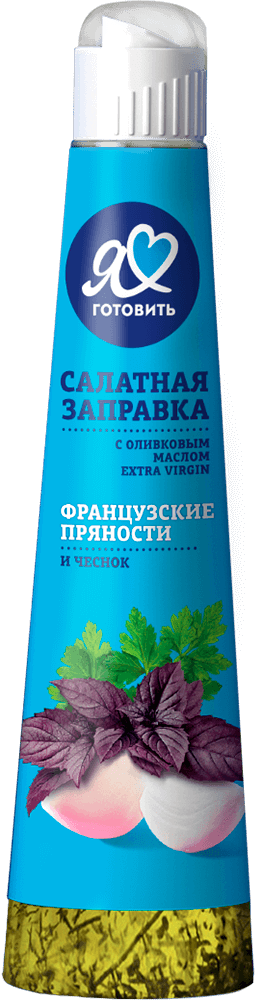 Я
ГОТОВИТЬ
САЛАТНАЯ
ЗАПРАВКА
С ОЛИВКОВЫМ
МАСЛОМ
EXTRA VIRGIN
ФРАНЦУЗСКИЕ
ПРЯНОСТИ
И ЧЕСНОК